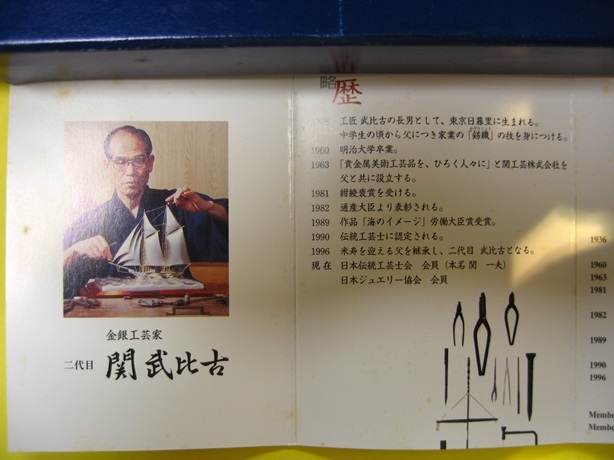 金銀工芸家
二代目 関武比古
略歴
工匠 武比古の長男として、東京日暮里に生まれる。
中学生の頃から父につき家業の「錺職」の技を身につける。
1960 明治大学卒業。
1963 「貴金属美術工芸品を、ひろく人々に」と関工芸株式会社を
父と共に設立する。
1981 紺綬褒賞を受ける。
1982 通産大臣より表彰される。
1989 作品「海のイメージ」労働大臣賞受賞。
1990 伝統工芸士に認定される。
1996 米寿を迎える父を継承し、二代目 武比古となる。
現在 日本伝統工芸士会 会員(本名 関 一夫)
日本ジュエリー協会 会員
1936
1960
1963
1981
1982
1989
1990
1996